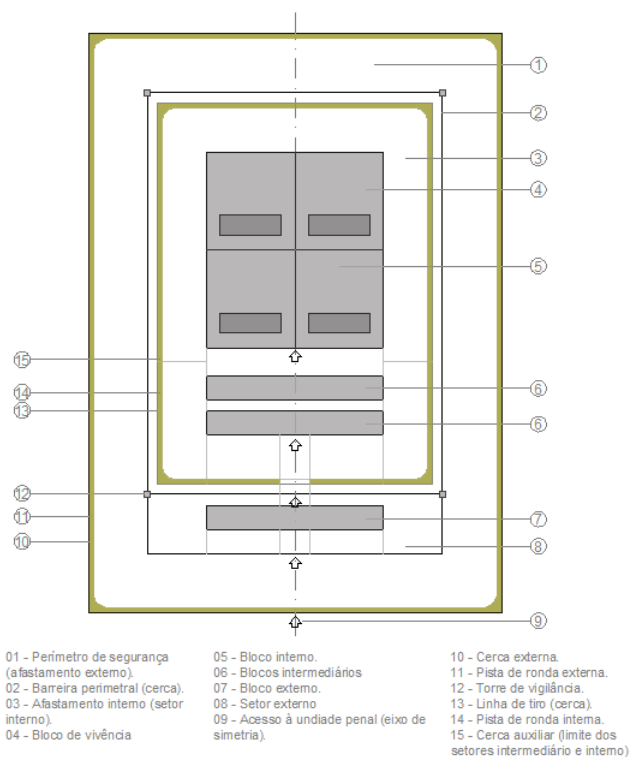 1
2
3
4
5
15
6
14
13
6
12
11
7
10
8
9
01 - Perímetro de segurança
(afastamento externo).
02 - Barreira perimetral (cerca).
03 - Afastamento interno (setor
interno).
04 - Bloco de vivência
05 - Bloco interno.
06 - Blocos intermediários
07 - Bloco externo.
08 - Setor externo
09 - Acesso à undiade penal (eixo de
simetria).
10 - Cerca externa.
11 - Pista de ronda externa.
12 - Torre de vigilância.
13 - Linha de tiro (cerca).
14 - Pista de ronda interna.
15 - Cerca auxiliar (limite dos
setores intermediário e interno)